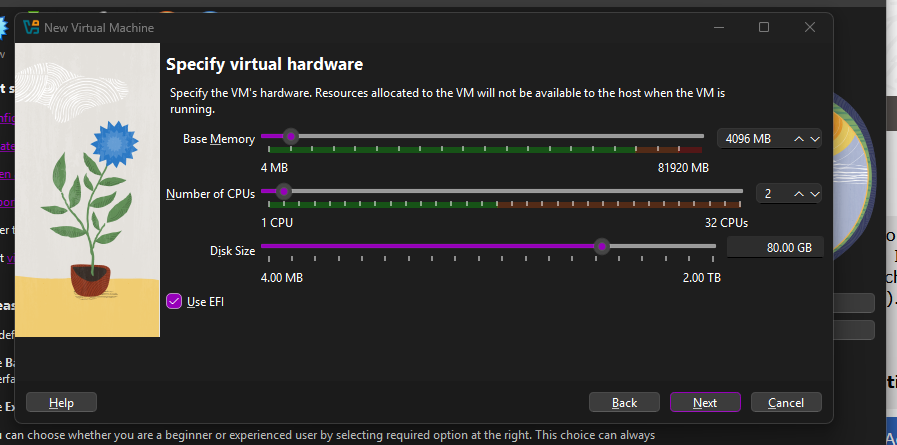 New Virtual Machine
Specify virtual hardware
Specify the VM's hardware. Resources allocated to the VM will not be available to the host when the VM is
running.
Base Memory
4096 MB
4 MB
81920 MB
Number of CPUs
2
1 CPU
32 CPUs
Disk Size
80.00 GB
4.00 MB
2.00 TB
Use EFI
Help
Back
Next
Cancel
can choose whether you are a beginner or experienced user by selecting required option at the right. This choice can always